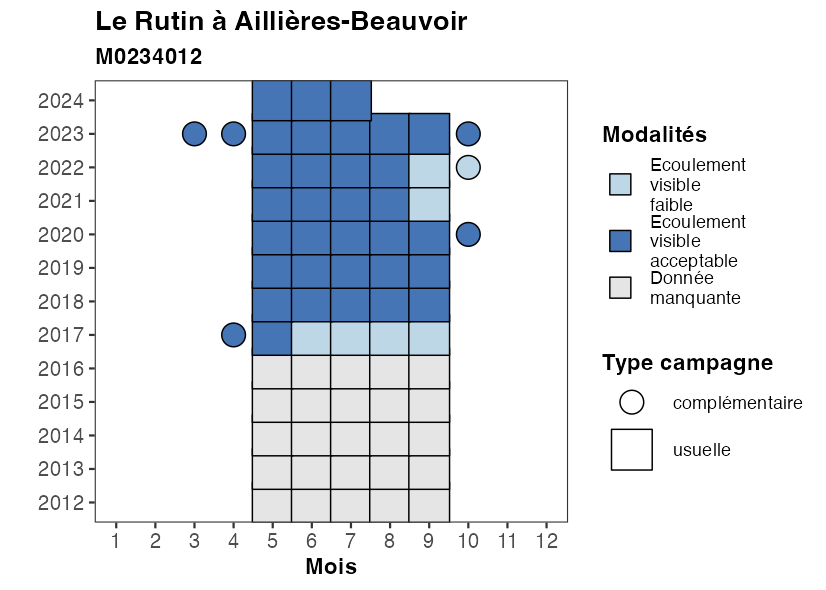 Le Rutin à Aillières-Beauvoir
M0234012
2024
2023
2022
2021
2020
2019
2018
2017
2016
2015
2014
2013
2012
1 2 3 4 5 6 7 8 9 10 11 12
Mois
Modalités
Ecoulement
visible
faible
Ecoulement
visible
acceptable
Donnée
manquante
Type campagne
complémentaire
usuelle